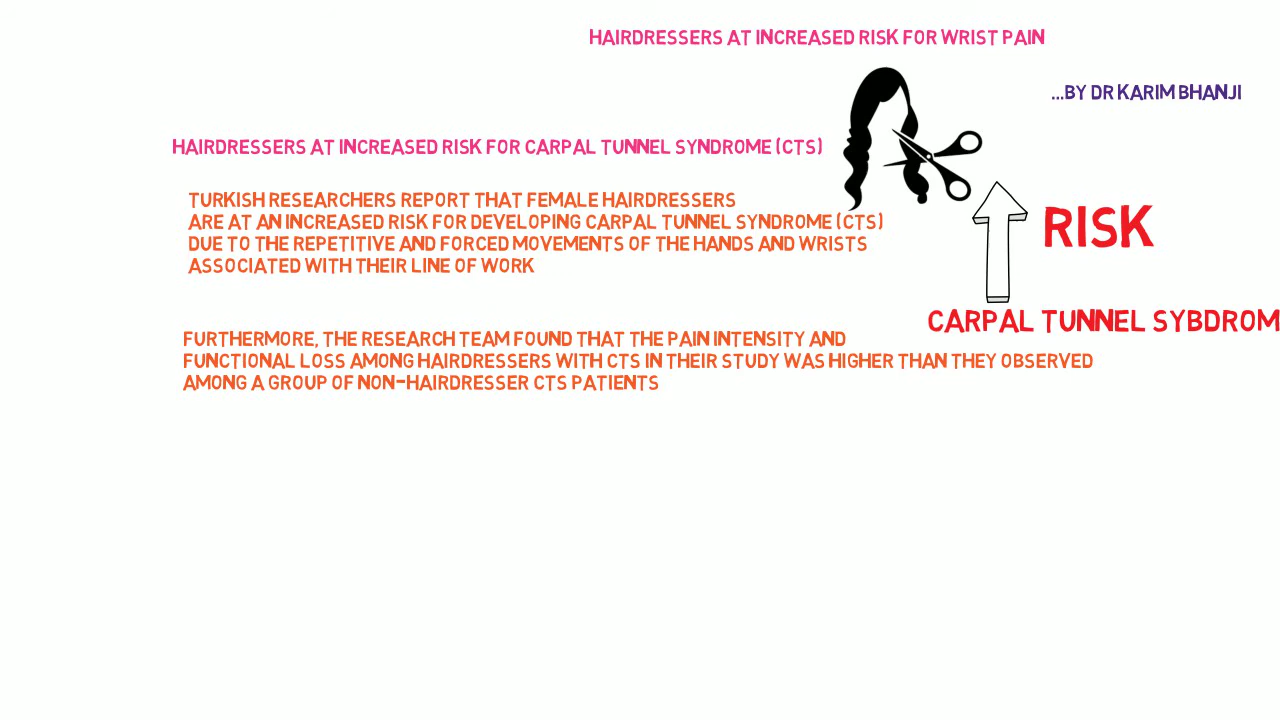 HAIRDRESSERS AT INCREASED RISK FOR WRIST PAIN
...BY DR KARIM BHANJI
HAIRDRESSERS AT INCREASED RISK FOR CARPAL TUNNEL SYNDROME (CTS)
TURKISH RESEARCHERS REPORT THAT FEMALE HAIRDRESSERS
ARE AT AN INCREASED RISK FOR DEVELOPING CARPAL TUNNEL SYNDROME (CTS)
DUE TO THE REPETITIVE AND FORCED MOVEMENTS OF THE HANDS AND WRISTS
ASSOCIATED WITH THEIR LINE OF WORK
RISK
CARPAL TUNNEL SYBDROM
FURTHERMORE, THE RESEARCH TEAM FOUND THAT THE PAIN INTENSITY AND
FUNCTIONAL LOSS AMONG HAIRDRESSERS WITH CTS IN THEIR STUDY WAS HIGHER THAN THEY OBSERVED
AMONG A GROUP OF NON-HAIRDRESSER CTS PATIENTS